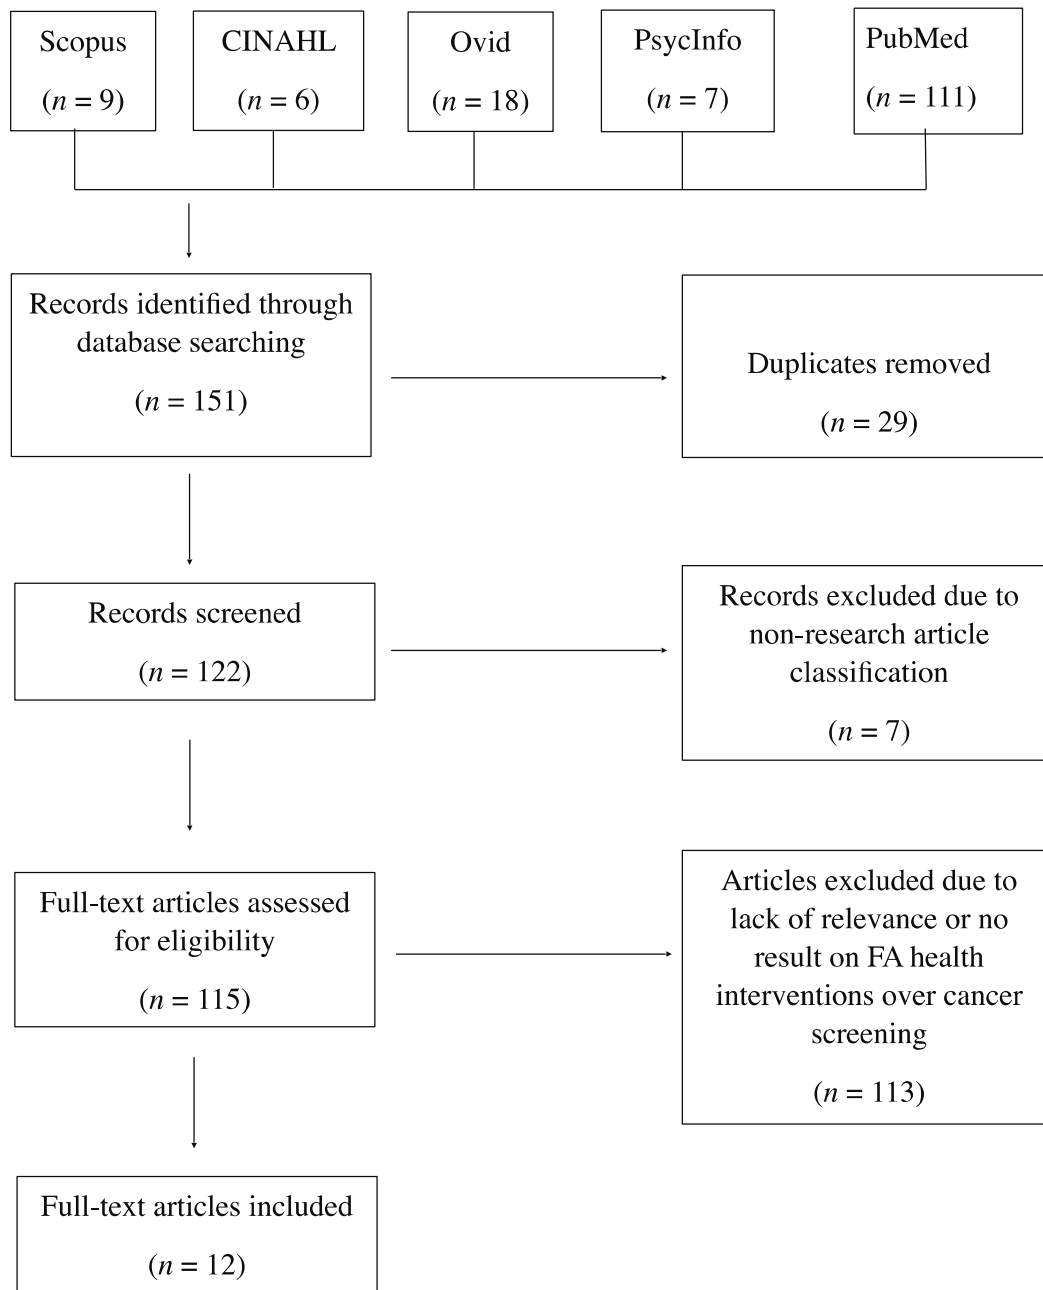 Scopus
(n = 9)
CINAHL
(n = 6)
Ovid
(n = 18)
PsycInfo
(n = 7)
PubMed
(n = 111)
Records identified through
database searching
(n = 151)
Duplicates removed
(n = 29)
Records screened
(n = 122)
Records excluded due to
non-research article
classification
(n = 7)
Full-text articles assessed
for eligibility
(n = 115)
Articles excluded due to
lack of relevance or no
result on FA health
interventions over cancer
screening
(n = 113)
Full-text articles included
(n = 12)